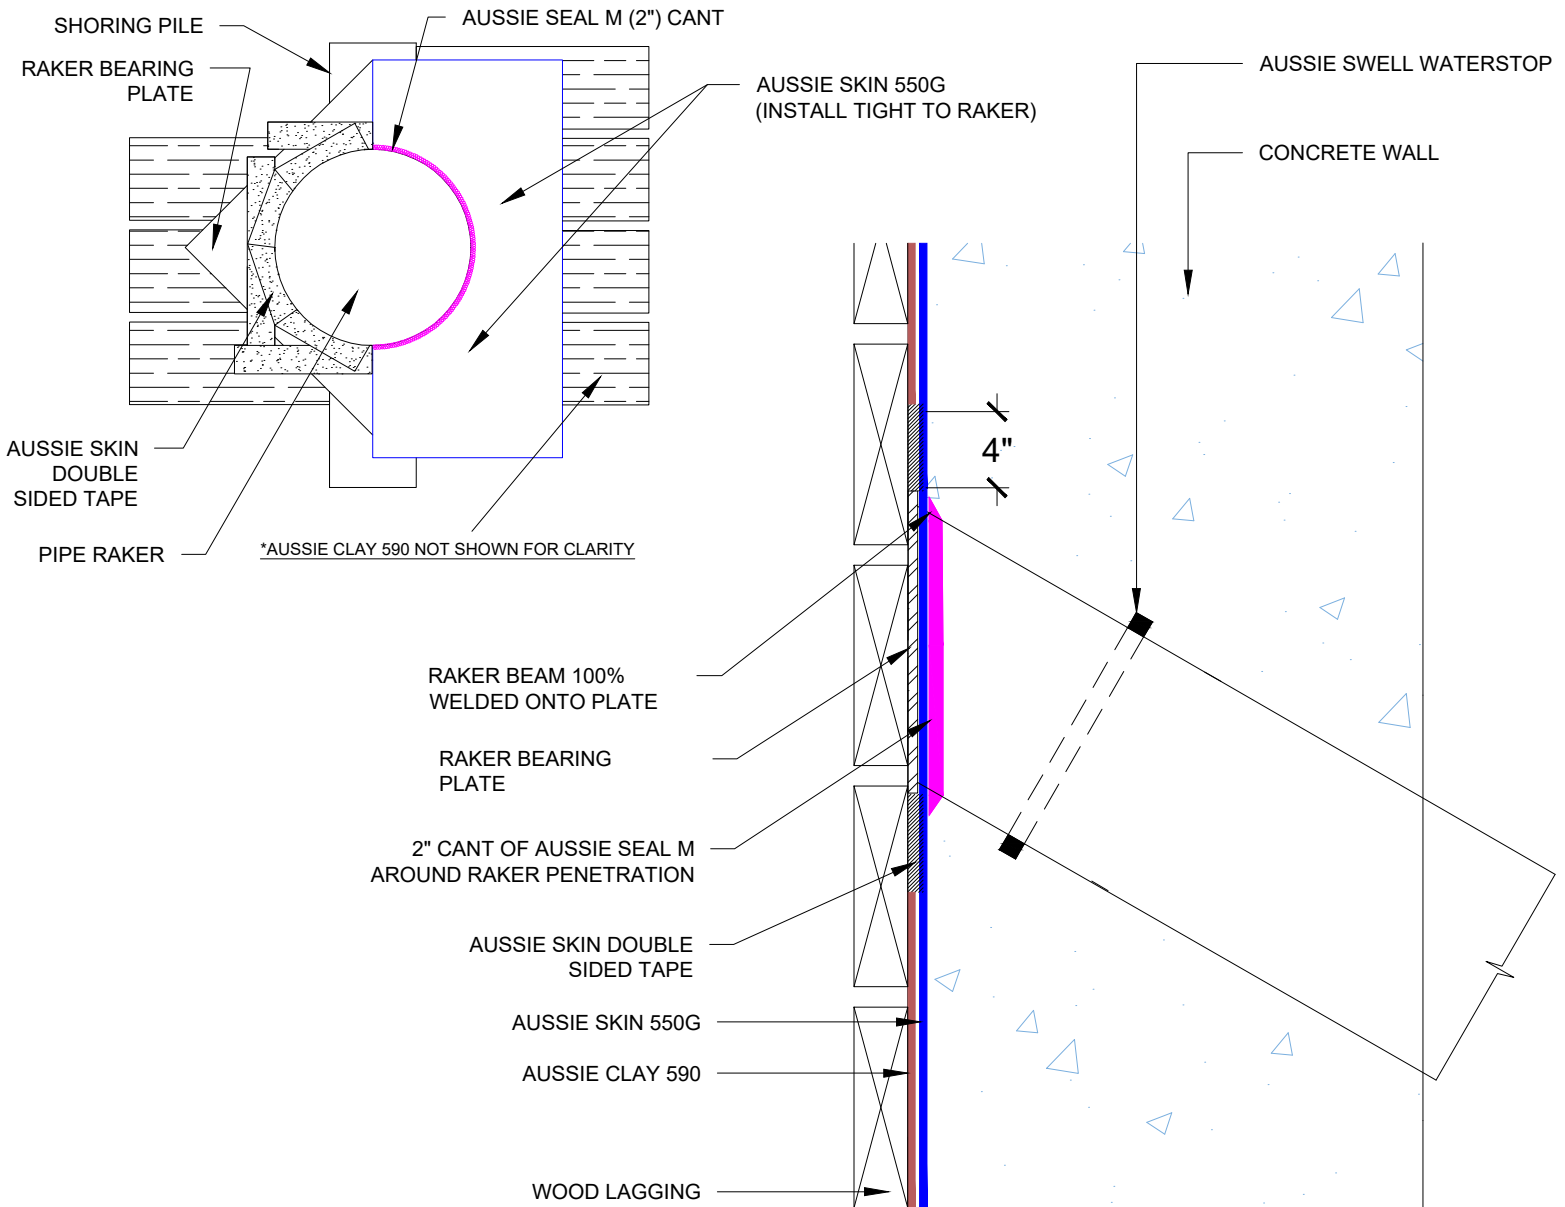 SHORING PILE
AUSSIE SEAL M (2") CANT
RAKER BEARING
PLATE
AUSSIE SKIN 550G
(INSTALL TIGHT TO RAKER)
AUSSIE SWELL WATERSTOP
CONCRETE WALL
AUSSIE SKIN
DOUBLE
SIDED TAPE
PIPE RAKER
*AUSSIE CLAY 590 NOT SHOWN FOR CLARITY
4"
RAKER BEAM 100%
WELDED ONTO PLATE
RAKER BEARING
PLATE
2" CANT OF AUSSIE SEAL M
AROUND RAKER PENETRATION
AUSSIE SKIN DOUBLE
SIDED TAPE
AUSSIE SKIN 550G
AUSSIE CLAY 590
WOOD LAGGING